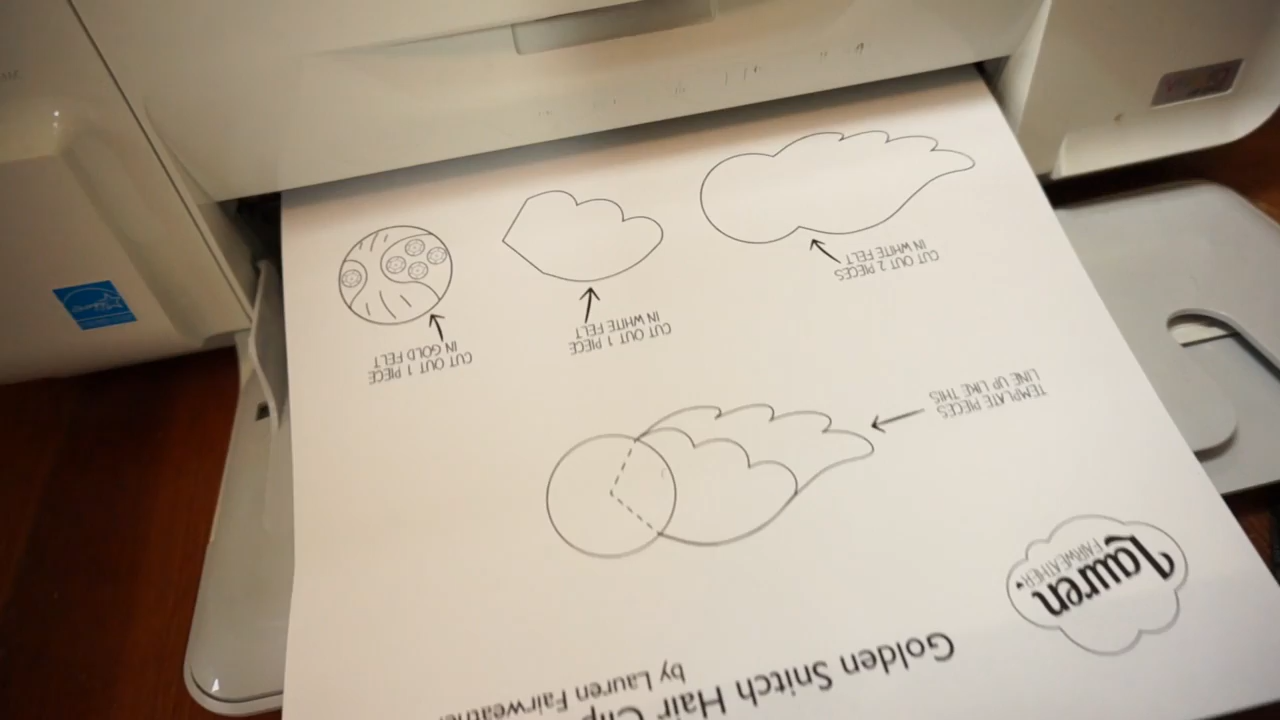 Golden Snitch Hair Clip
by Lauren Fairweather
Lauren
FAIRWEATHER
TEMPLATE PIECES
LINE UP LIKE THIS
CUT OUT 1 PIECE
IN GOLD FELT
CUT OUT 1 PIECE
IN WHITE FELT
CUT OUT 2 PIECES
IN WHITE FELT